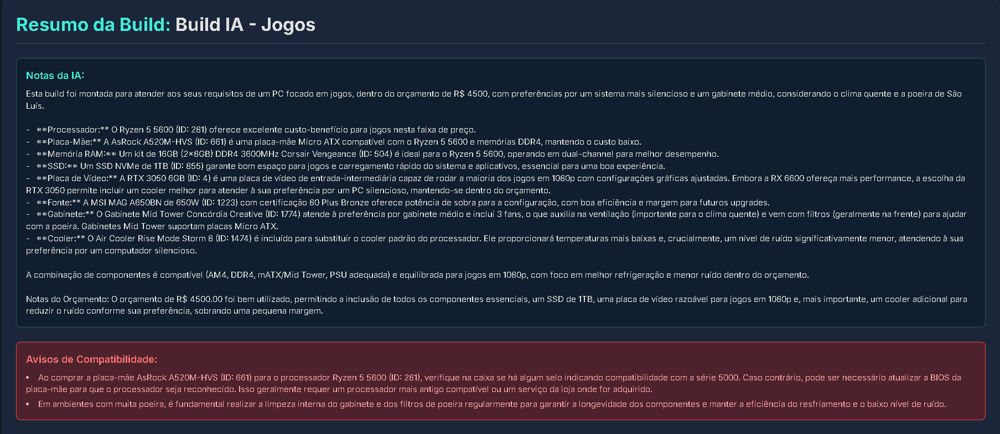 Resumo da Build: Build IA - Jogos
Notas da IA:
Esta build foi montada para atender aos seus requisitos de um PC focado em jogos, dentro do orçamento de R$ 4500, com preferências por um sistema mais silencioso e um gabinete médio, considerando o clima quente e a poeira de São
Luís.
- **Processador:** O Ryzen 5 5600 (ID: 281) oferece excelente custo-benefício para jogos nesta faixa de preço.
- **Placa-Mãe:** A AsRock A520M-HVS (ID: 661) é uma placa-mãe Micro ATX compatível com o Ryzen 5 5600 e memórias DDR4, mantendo o custo baixo.
- **Memória RAM:** Um kit de 16GB (2x8GB) DDR4 3600MHz Corsair Vengeance (ID: 504) é ideal para o Ryzen 5 5600, operando em dual-channel para melhor desempenho.
- **SSD:** Um SSD NVMe de 1TB (ID: 855) garante bom espaço para jogos e carregamento rápido do sistema e aplicativos, essencial para uma boa experiência.
- **Placa de Vídeo:** A RTX 3050 6GB (ID: 4) é uma placa de vídeo de entrada-intermediária capaz de rodar a maioria dos jogos em 1080p com configurações gráficas ajustadas. Embora a RX 6600 ofereça mais performance, a escolha da
RTX 3050 permite incluir um cooler melhor para atender à sua preferência por um PC silencioso, mantendo-se dentro do orçamento.
- **Fonte:** A MSI MAG A650BN de 650W (ID: 1223) com certificação 80 Plus Bronze oferece potência de sobra para a configuração, com boa eficiência e margem para futuros upgrades.
- **Gabinete:** O Gabinete Mid Tower Concórdia Creative (ID: 1774) atende à preferência por gabinete médio e inclui 3 fans, o que auxilia na ventilação (importante para o clima quente) e vem com filtros (geralmente na frente) para ajudar
com a poeira. Gabinetes Mid Tower suportam placas Micro ATX.
- **Cooler:** O Air Cooler Rise Mode Storm 8 (ID: 1474) é incluído para substituir o cooler padrão do processador. Ele proporcionará temperaturas mais baixas e, crucialmente, um nível de ruído significativamente menor, atendendo à sua
preferência por um computador silencioso.
A combinação de componentes é compatível (AM4, DDR4, mATX/Mid Tower, PSU adequada) e equilibrada para jogos em 1080p, com foco em melhor refrigeração e menor ruído dentro do orçamento.
Notas do Orçamento: O orçamento de R$ 4500.00 foi bem utilizado, permitindo a inclusão de todos os componentes essenciais, um SSD de 1TB, uma placa de vídeo razoável para jogos em 1080p e, mais importante, um cooler adicional para
reduzir o ruído conforme sua preferência, sobrando uma pequena margem.
Avisos de Compatibilidade:
• Ao comprar a placa-mãe AsRock A520M-HVS (ID: 661) para o processador Ryzen 5 5600 (ID: 281), verifique na caixa se há algum selo indicando compatibilidade com a série 5000. Caso contrário, pode ser necessário atualizar a BIOS da
placa-mãe para que o processador seja reconhecido. Isso geralmente requer um processador mais antigo compatível ou um serviço da loja onde for adquirido.
• Em ambientes com muita poeira, é fundamental realizar a limpeza interna do gabinete e dos filtros de poeira regularmente para garantir a longevidade dos componentes e manter a eficiência do resfriamento e o baixo nível de ruído.